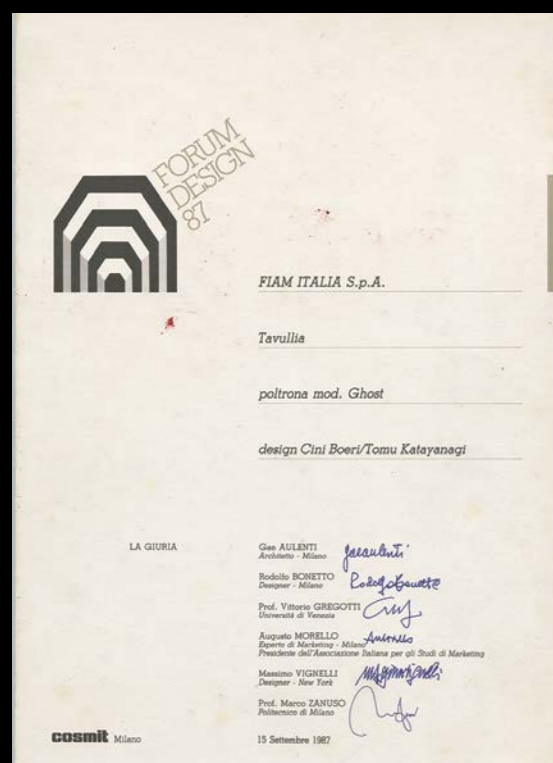 FORUM
DESIGN
87
FIAM ITALIA S.p.A.
Tavullia
poltrona mod. Ghost
design Cini Boeri/Tomu Katayanagi
LA GIURIA
Gae AULENTI
Architetto - Milano
gaeaulenti
Rodolfo BONETTO
Designer - Milano
Rodolfo Bonetto
Prof. Vittorio GREGOTTI
Università di Venezia
Augusto MORELLO
Esperto di Marketing - Milano
Presidente dell'Associazione Italiana per gli Studi di Marketing
Massimo VIGNELLI
Designer - New York
Prof. Marco ZANUSO
Politecnico di Milano
cosmit Milano
15 Settembre 1987